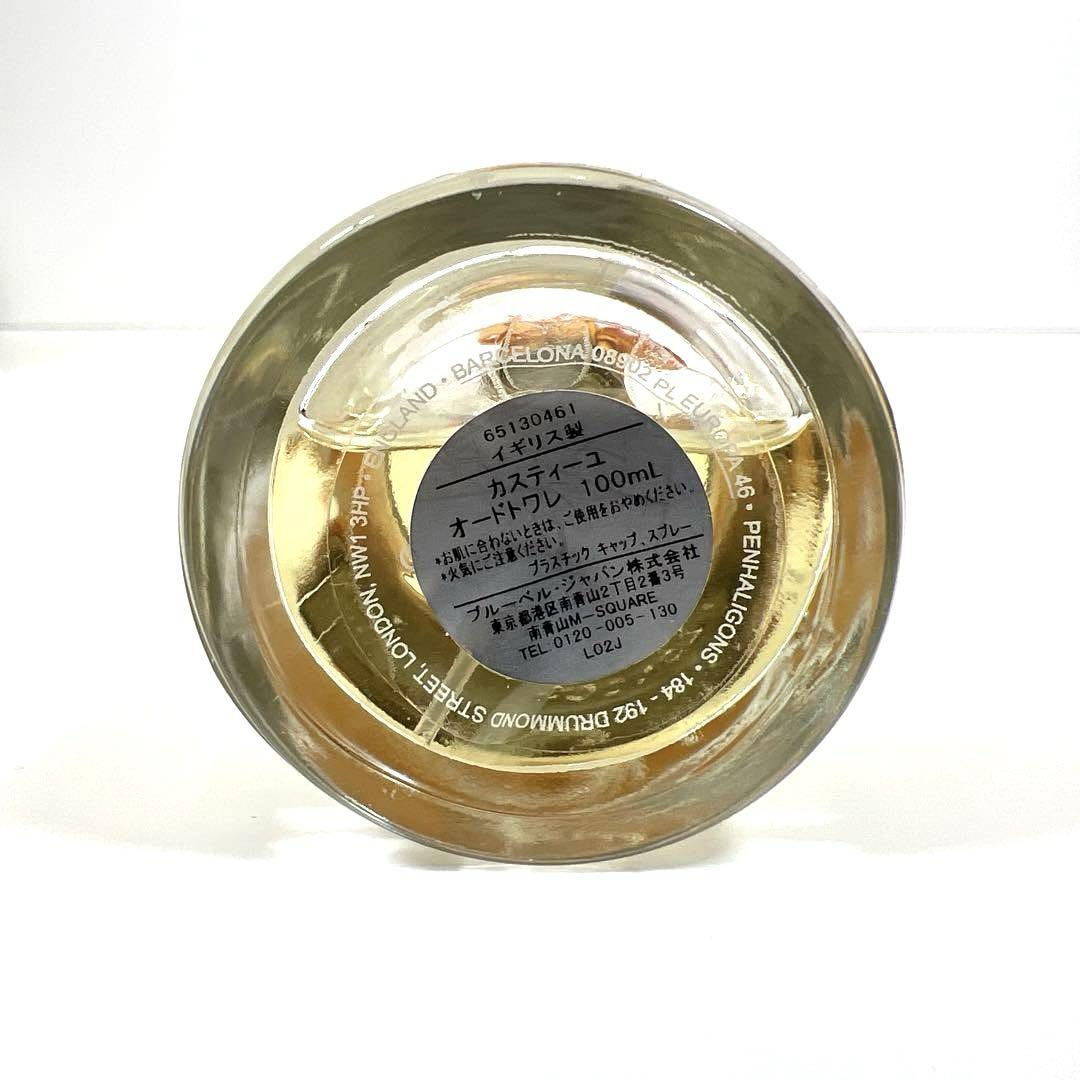 65130461
イギリス製
カスティーユ
オードトワレ 100mL
*お肌に合わないときは、ご使用をおやめください。
*火気にご注意ください。
プラスチック キャップ、スプレー
ブルーベル・ジャパン株式会社
東京都港区南青山2丁目2番3号
南青山M-SQUARE
TEL 0120-005-130
L02J
PENHALIGONS • 184 - 192 DRUMMOND STREET, LONDON, NW1 3HP • ENGLAND • BARCELONA 08902 PL EUROPA 46 •